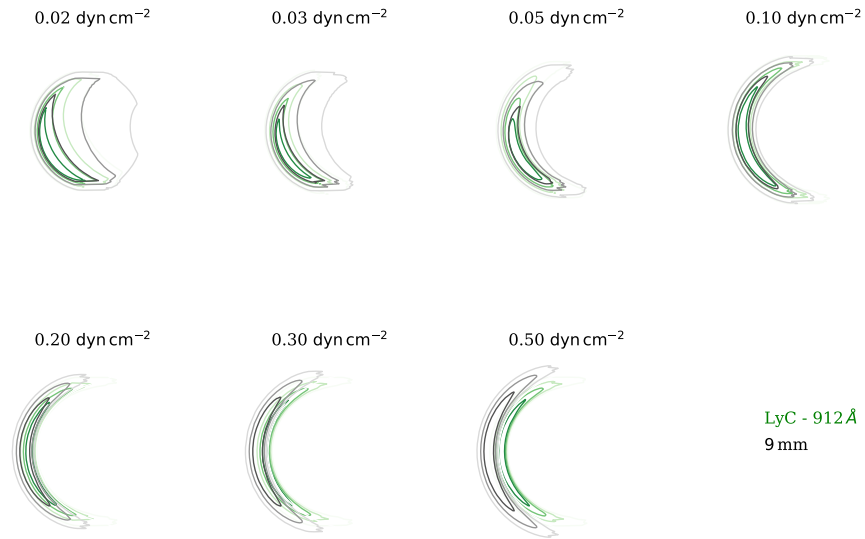 0.02 dyn cm⁻²
0.03 dyn cm⁻²
0.05 dyn cm⁻²
0.10 dyn cm⁻²
0.20 dyn cm⁻²
0.30 dyn cm⁻²
0.50 dyn cm⁻²
LyC - 912 Å
9 mm